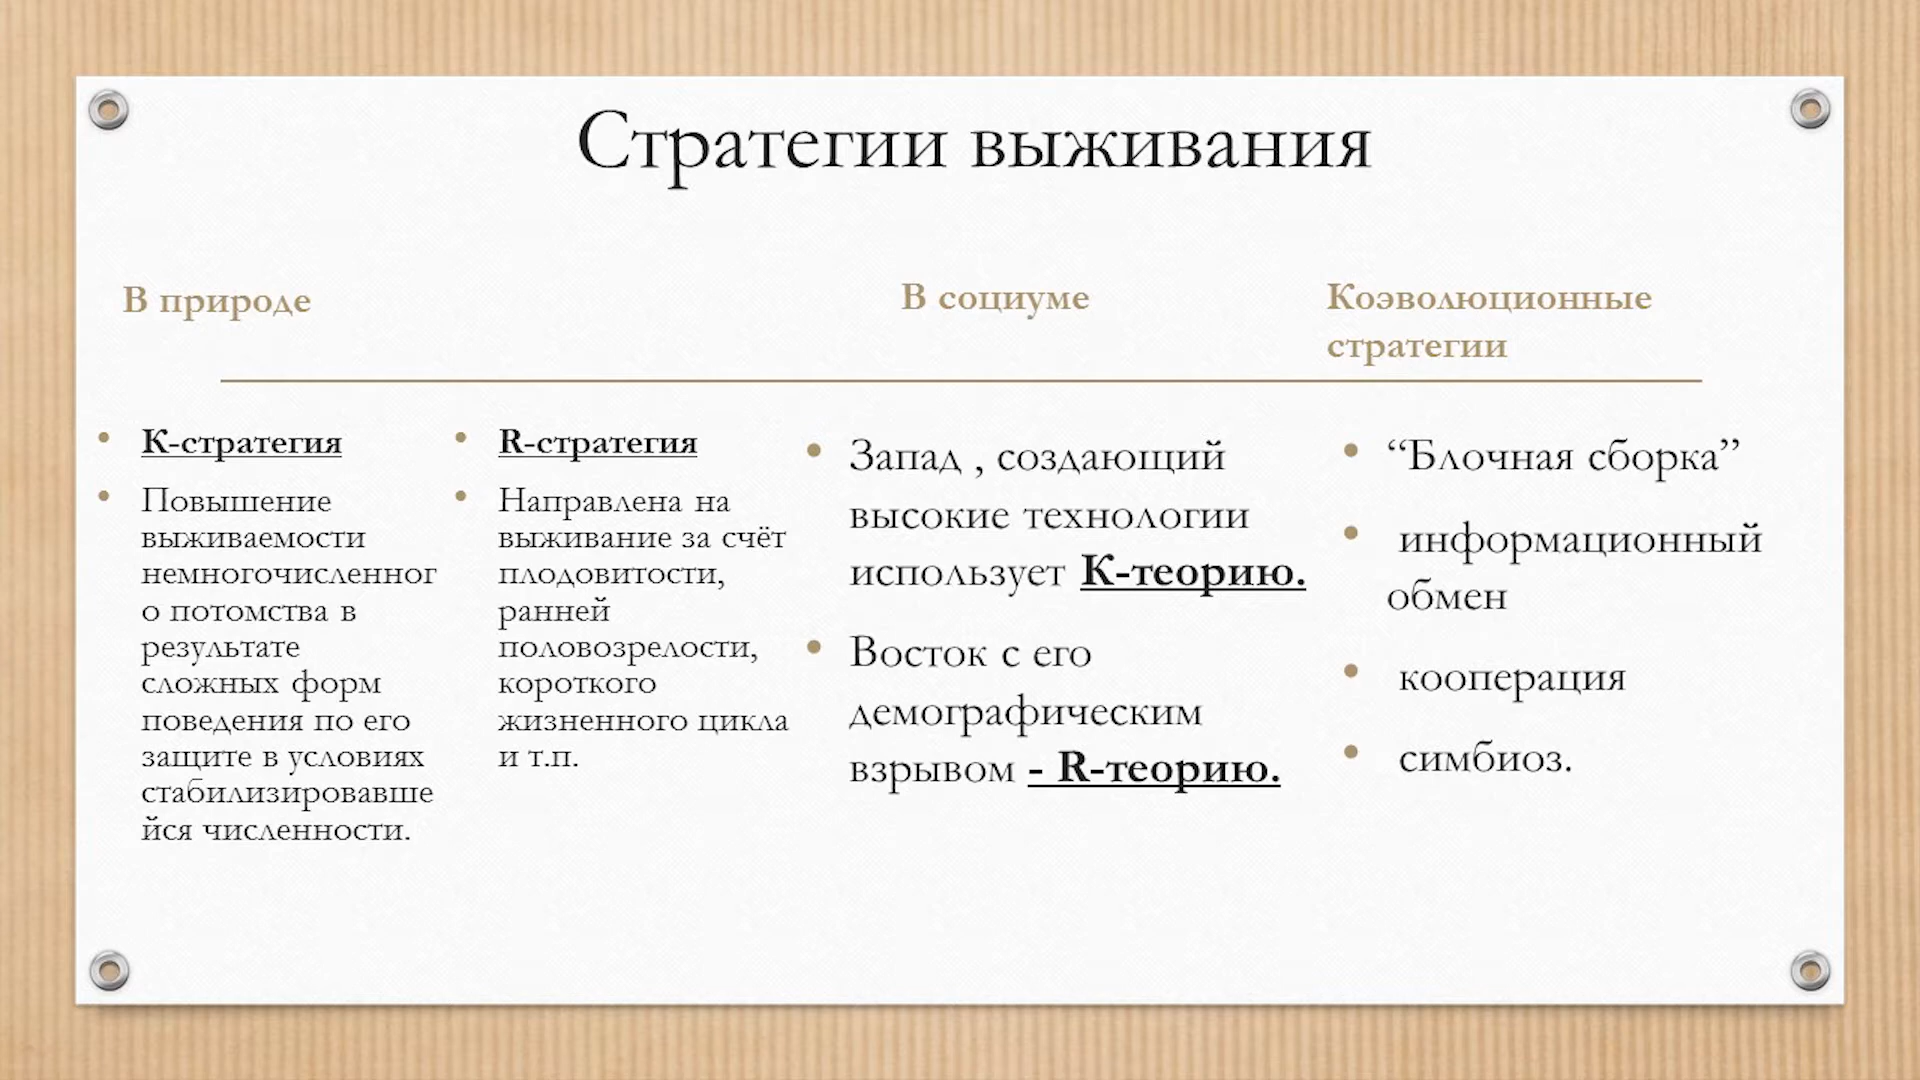 Стратегии выживания
В природе
В социуме
Коэволюционные
стратегии
• К-стратегия
• Повышение
выживаемости
немногочисленног
о потомства в
результате
сложных форм
поведения по его
защите в условиях
стабилизировавше
йся численности.
• R-стратегия
• Направлена на
выживание за счёт
плодовитости,
ранней
половозрелости,
короткого
жизненного цикла
и т.п.
• Запад , создающий
высокие технологии
использует К-теорию.
• Восток с его
демографическим
взрывом - R-теорию.
• “Блочная сборка”
• информационный
обмен
• кооперация
• симбиоз.